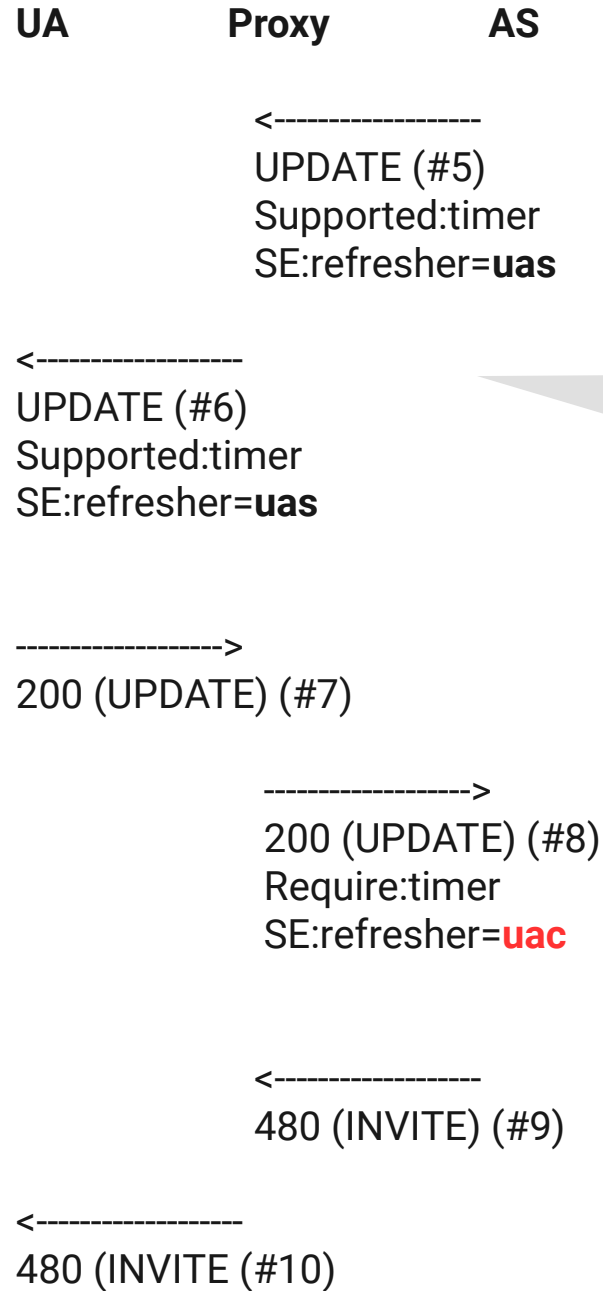 UA Proxy AS
<-------------------
UPDATE (#5)
Supported:timer
SE:refresher=uas
<-------------------
UPDATE (#6)
Supported:timer
SE:refresher=uas
------------------->
200 (UPDATE) (#7)
------------------->
200 (UPDATE) (#8)
Require:timer
SE:refresher=uac
<-------------------
480 (INVITE) (#9)
<-------------------
480 (INVITE (#10)